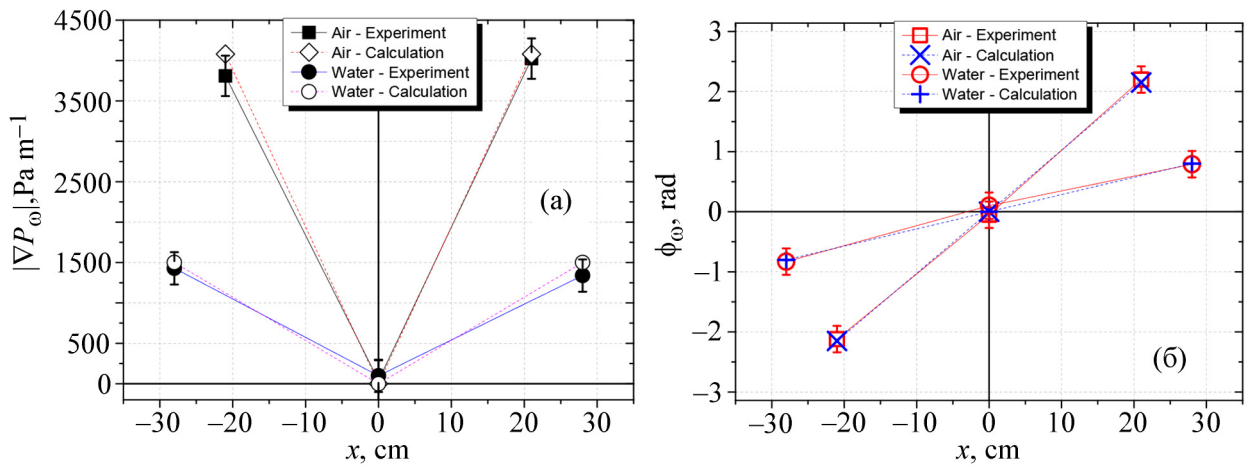 4500
3500
2500
1500
500
0
|∇P_ω|, Pa m⁻¹
Air - Experiment
Air - Calculation
Water - Experiment
Water - Calculation
(a)
−30 −20 −10 0 10 20 30
x, cm
3
2
1
0
−1
−2
−3
ϕ_ω, rad
Air - Experiment
Air - Calculation
Water - Experiment
Water - Calculation
(б)
−30 −20 −10 0 10 20 30
x, cm